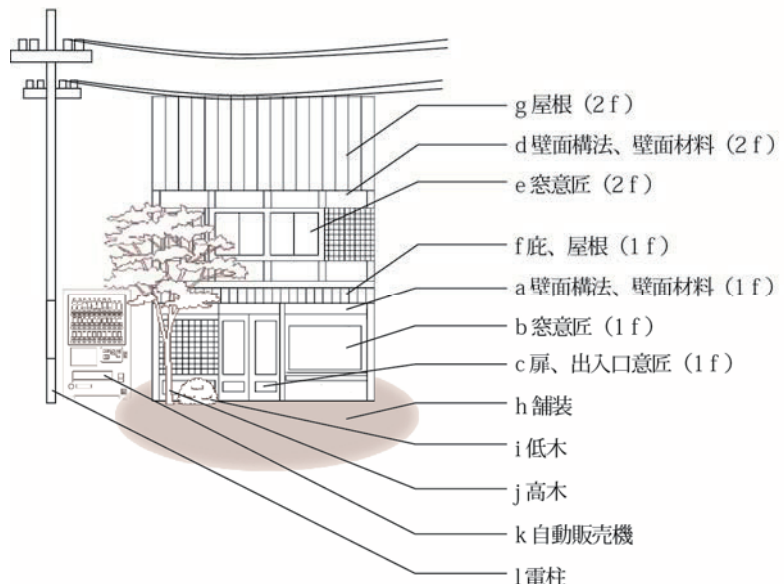 g 屋根（2 f）
d 壁面構法、壁面材料（2 f）
e 窓意匠（2 f）
f 庇、屋根（1 f）
a 壁面構法、壁面材料（1 f）
b 窓意匠（1 f）
c 扉、出入口意匠（1 f）
h 舗装
i 低木
j 高木
k 自動販売機
l 電柱